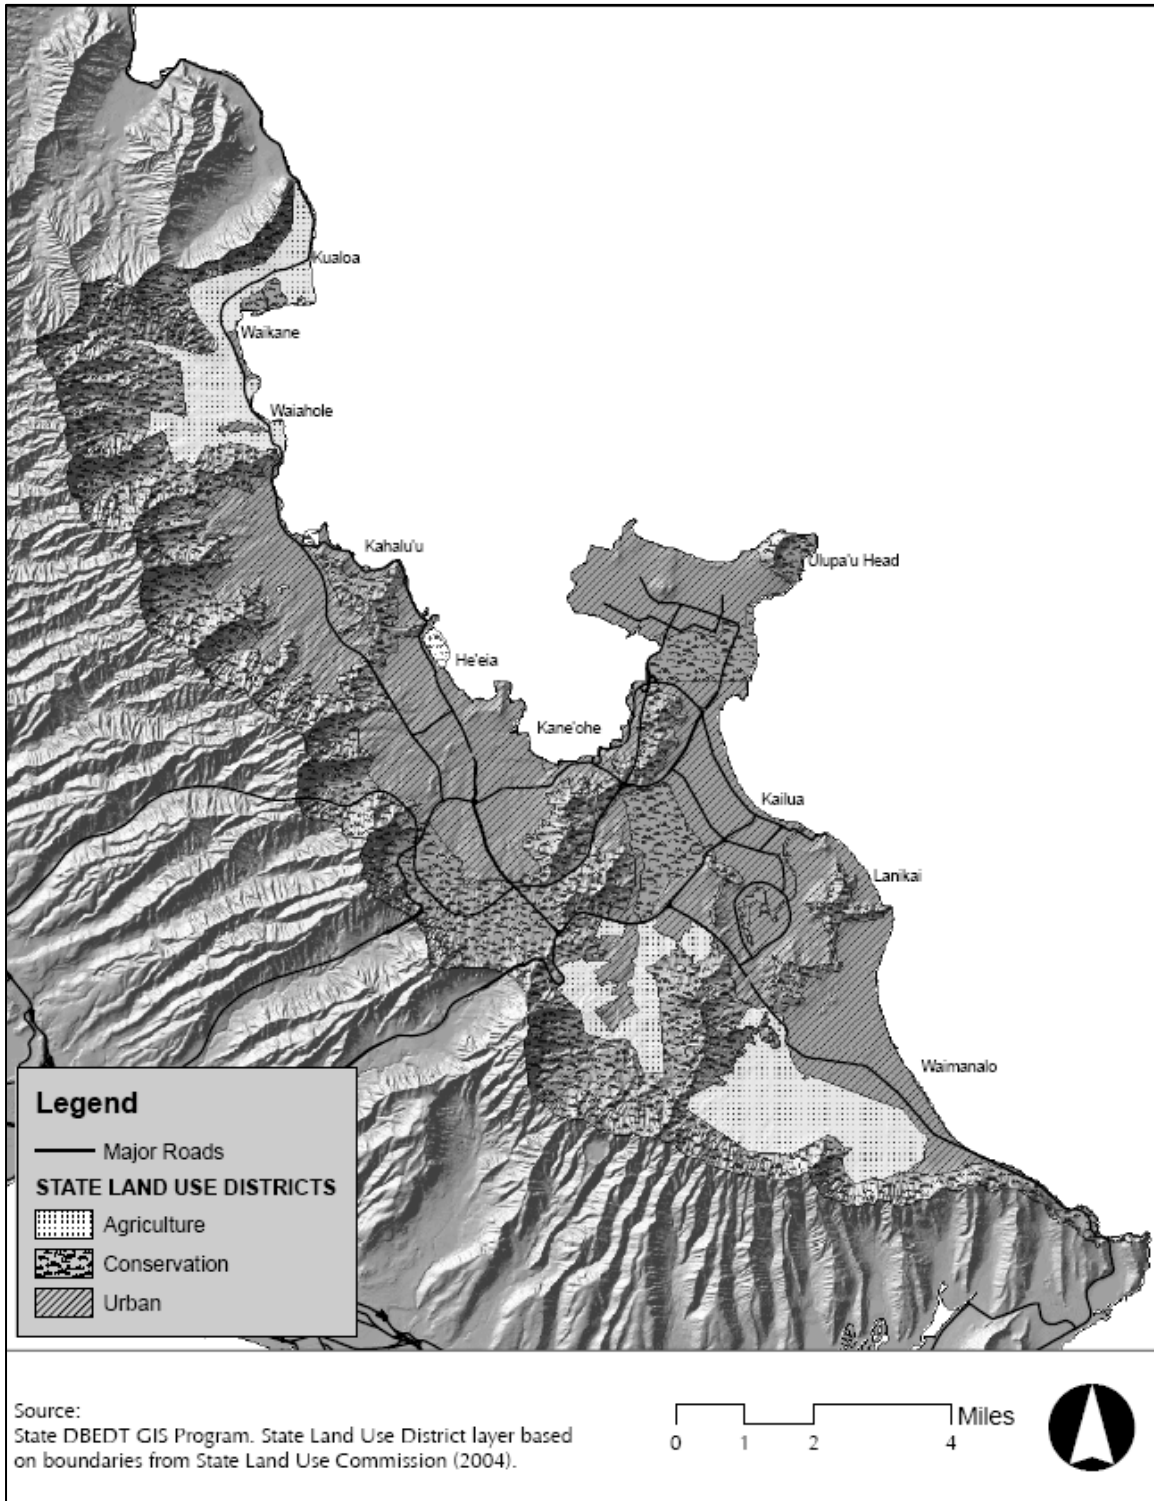 Kualoa
Waikane
Waiahole
Kahalu'u
Ulupa'u Head
He'eia
Kane'ohe
Kailua
Lanikai
Waimanalo
Legend
Major Roads
STATE LAND USE DISTRICTS
Agriculture
Conservation
Urban
Source:
State DBEDT GIS Program. State Land Use District layer based
on boundaries from State Land Use Commission (2004).
Miles
0 1 2 4